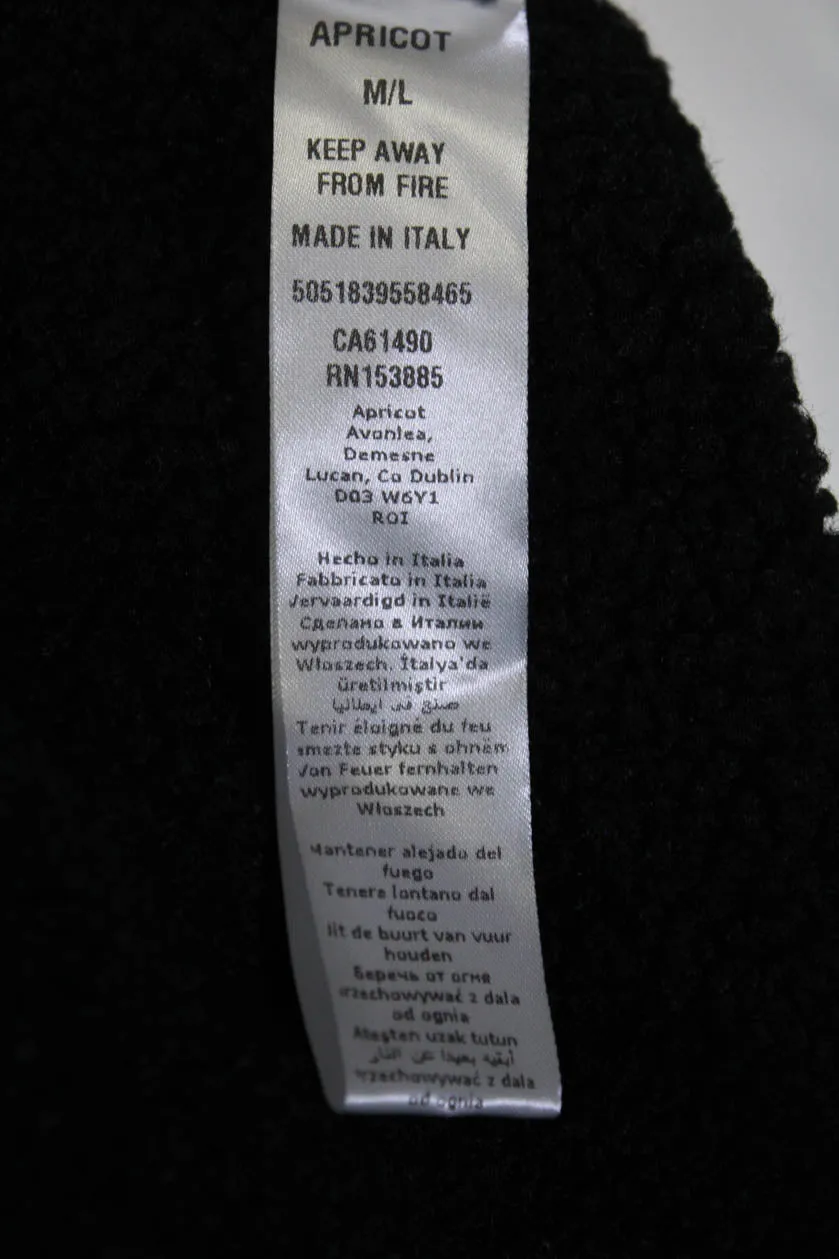 APRICOT
M/L
KEEP AWAY
FROM FIRE
MADE IN ITALY
5051839558465
CA61490
RN153885
Apricot
Avonlea,
Demesne
Lucan, Co Dublin
D03 W6Y1
ROI
Hecho in Italia
Fabbricato in Italia
Vervaardigd in Italië
Сделано в Италии
wyprodukowano we
Włoszech. İtalya'da
üretilmiştir
صنع في ايطاليا
Tenir éloigné du feu
styku s ohněm
Von Feuer fernhalten
wyprodukowane we
Włoszech
Mantener alejado del
fuego
Tenere lontano dal
fuoco
Uit de buurt van vuur
houden
Беречь от огня
Przechowywać z dala
od ognia
Ateşten uzak tutun
أبقيه بعيدا عن النار
Przechowywać z dala
od ognia